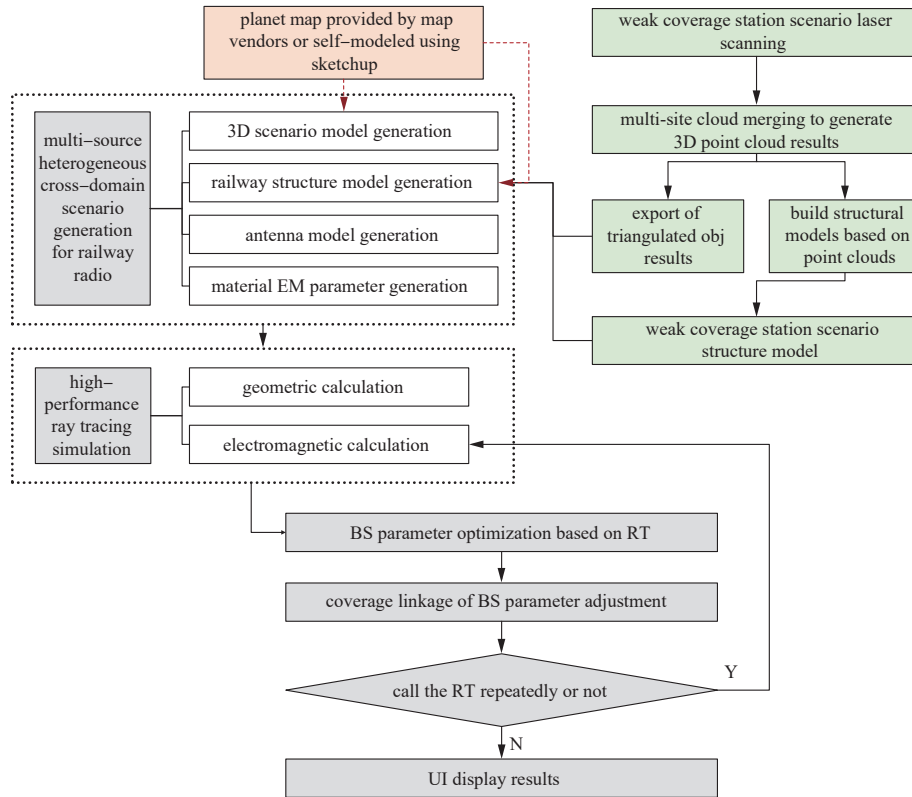 planet map provided by map
vendors or self−modeled using
sketchup
weak coverage station scenario laser
scanning
multi−source
heterogeneous
cross−domain
scenario
generation
for railway
radio
3D scenario model generation
railway structure model generation
antenna model generation
material EM parameter generation
multi−site cloud merging to generate
3D point cloud results
export of
triangulated obj
results
build structural
models based on
point clouds
weak coverage station scenario
structure model
high−
performance
ray tracing
simulation
geometric calculation
electromagnetic calculation
BS parameter optimization based on RT
coverage linkage of BS parameter adjustment
call the RT repeatedly or not
Y
N
UI display results